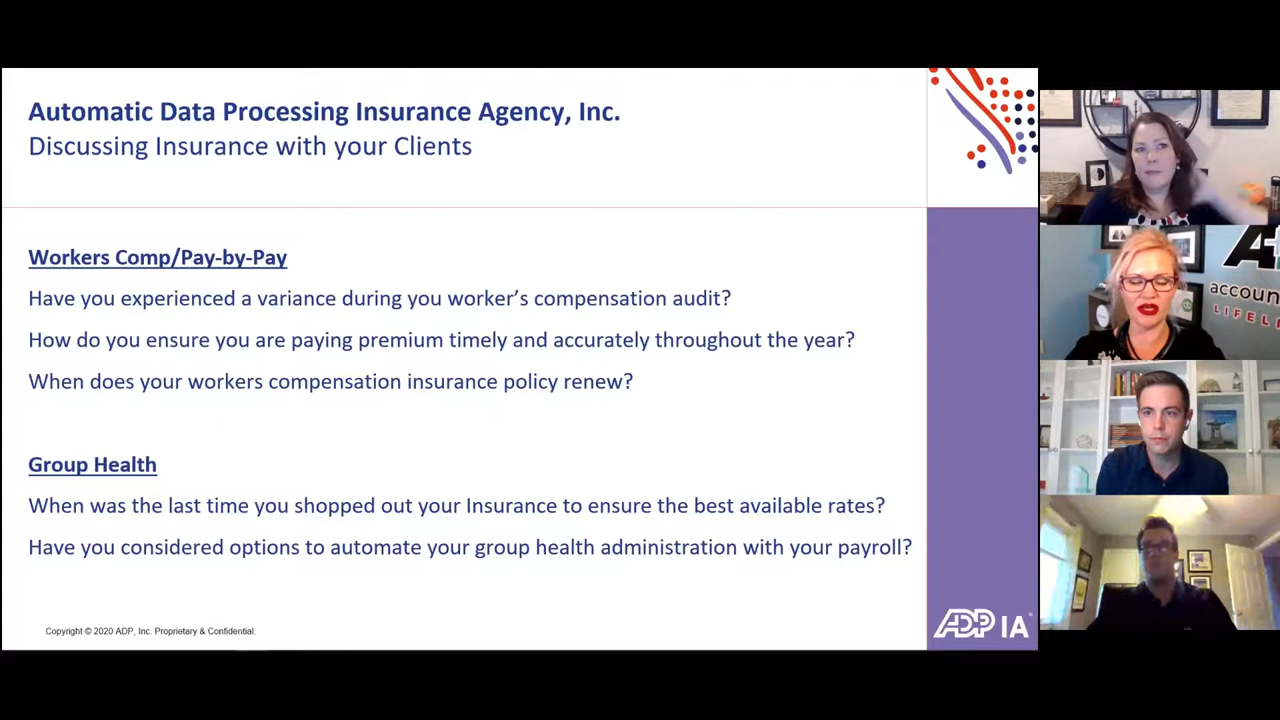 Automatic Data Processing Insurance Agency, Inc.
Discussing Insurance with your Clients
Workers Comp/Pay-by-Pay
Have you experienced a variance during you worker's compensation audit?
How do you ensure you are paying premium timely and accurately throughout the year?
When does your workers compensation insurance policy renew?
Group Health
When was the last time you shopped out your Insurance to ensure the best available rates?
Have you considered options to automate your group health administration with your payroll?
Copyright © 2020 ADP, Inc. Proprietary & Confidential.
ADP IA